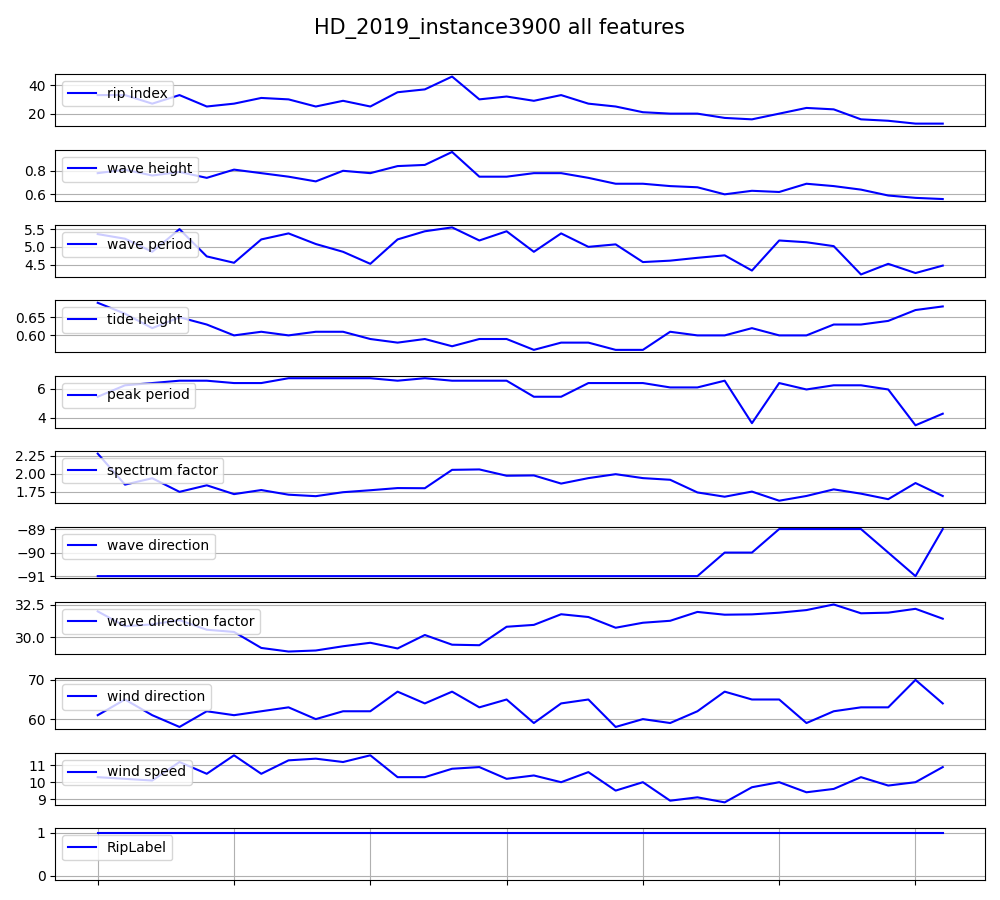 HD_2019_instance3900 all features
40
20
rip index
0.8
0.6
wave height
5.5
5.0
4.5
wave period
0.65
0.60
tide height
6
4
peak period
2.25
2.00
1.75
spectrum factor
−89
−90
−91
wave direction
32.5
30.0
wave direction factor
70
60
wind direction
11
10
9
wind speed
1
0
RipLabel